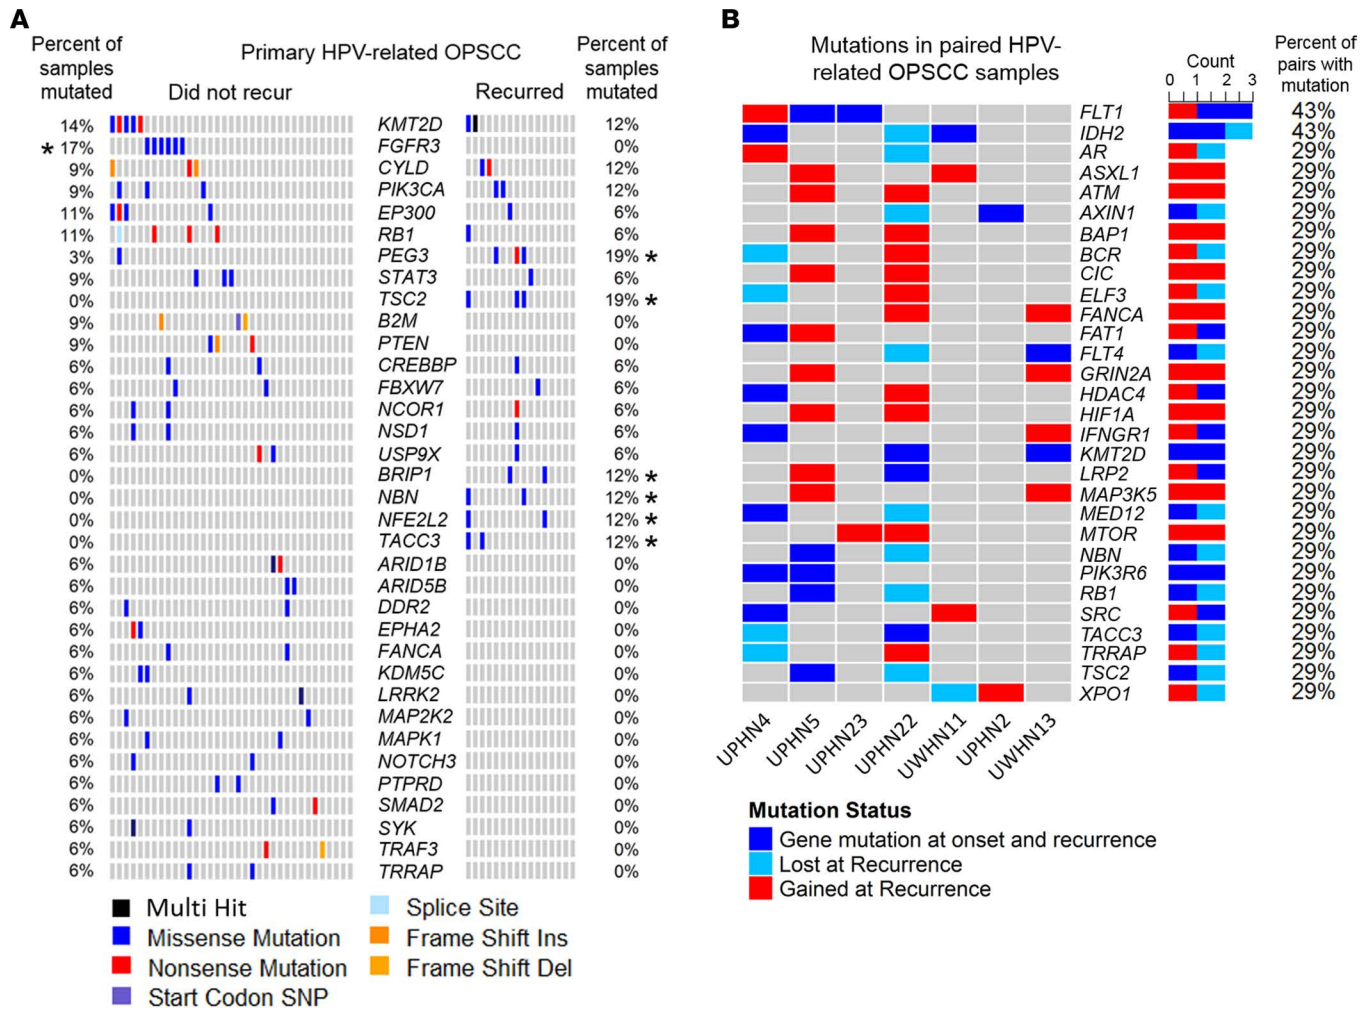 A
Percent of
samples
mutated
Primary HPV-related OPSCC
Did not recur
Recurred
Percent of
samples
mutated
14% KMT2D 12%
* 17% FGFR3 0%
9% CYLD 12%
9% PIK3CA 12%
11% EP300 6%
11% RB1 6%
3% PEG3 19% *
9% STAT3 6%
0% TSC2 19% *
9% B2M 0%
9% PTEN 0%
6% CREBBP 6%
6% FBXW7 6%
6% NCOR1 6%
6% NSD1 6%
6% USP9X 6%
0% BRIP1 12% *
0% NBN 12% *
0% NFE2L2 12% *
0% TACC3 12% *
6% ARID1B 0%
6% ARID5B 0%
6% DDR2 0%
6% EPHA2 0%
6% FANCA 0%
6% KDM5C 0%
6% LRRK2 0%
6% MAP2K2 0%
6% MAPK1 0%
6% NOTCH3 0%
6% PTPRD 0%
6% SMAD2 0%
6% SYK 0%
6% TRAF3 0%
6% TRRAP 0%
Multi Hit
Missense Mutation
Nonsense Mutation
Start Codon SNP
Splice Site
Frame Shift Ins
Frame Shift Del
B
Mutations in paired HPV-
related OPSCC samples
Count
0 1 2 3
Percent of
pairs with
mutation
FLT1 43%
IDH2 43%
AR 29%
ASXL1 29%
ATM 29%
AXIN1 29%
BAP1 29%
BCR 29%
CIC 29%
ELF3 29%
FANCA 29%
FAT1 29%
FLT4 29%
GRIN2A 29%
HDAC4 29%
HIF1A 29%
IFNGR1 29%
KMT2D 29%
LRP2 29%
MAP3K5 29%
MED12 29%
MTOR 29%
NBN 29%
PIK3R6 29%
RB1 29%
SRC 29%
TACC3 29%
TRRAP 29%
TSC2 29%
XPO1 29%
UPHN4 UPHN5 UPHN23 UPHN22 UWHN11 UPHN2 UWHN13
Mutation Status
Gene mutation at onset and recurrence
Lost at Recurrence
Gained at Recurrence